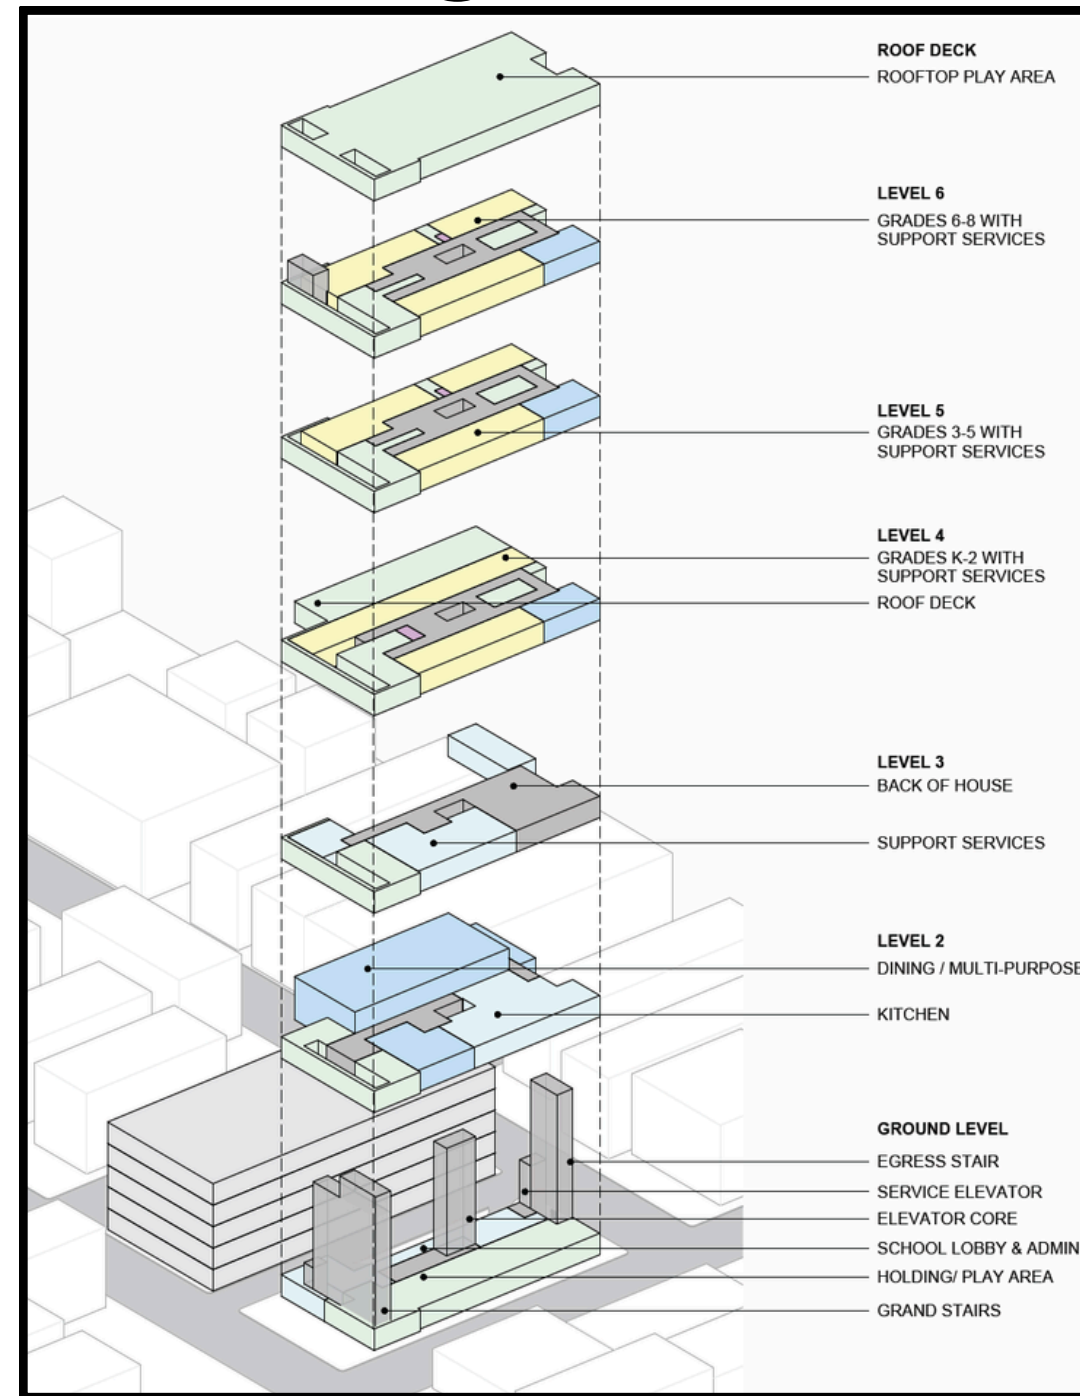 ROOF DECK
ROOFTOP PLAY AREA
LEVEL 6
GRADES 6-8 WITH
SUPPORT SERVICES
LEVEL 5
GRADES 3-5 WITH
SUPPORT SERVICES
LEVEL 4
GRADES K-2 WITH
SUPPORT SERVICES
ROOF DECK
LEVEL 3
BACK OF HOUSE
SUPPORT SERVICES
LEVEL 2
DINING / MULTI-PURPOSE
KITCHEN
GROUND LEVEL
EGRESS STAIR
SERVICE ELEVATOR
ELEVATOR CORE
SCHOOL LOBBY & ADMIN
HOLDING/ PLAY AREA
GRAND STAIRS